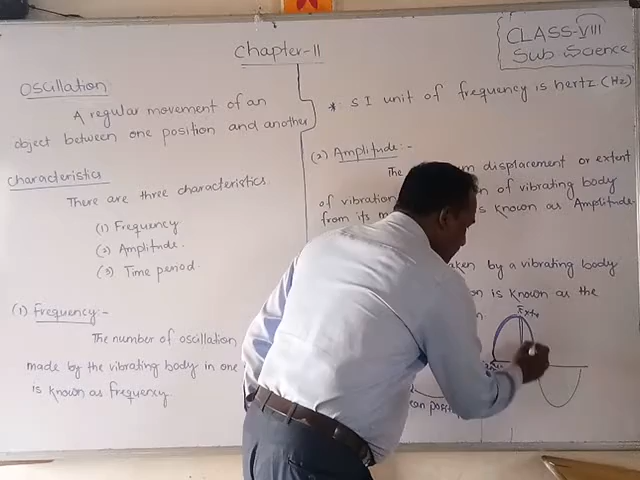 Chapter-11
CLASS-VIII
Sub Science
Oscillation
A regular movement of an
object between one position and another
Characteristics
There are three characteristics.
(1) Frequency
(2) Amplitude.
(3) Time period.
(1) Frequency:-
The number of oscillation
made by the vibrating body in one
is known as frequency.
*: S I unit of frequency is hertz (Hz)
(2) Amplitude:-
The displacement or extent
of vibration of vibrating body
from its is known as Amplitude.
taken by a vibrating body
is known as the